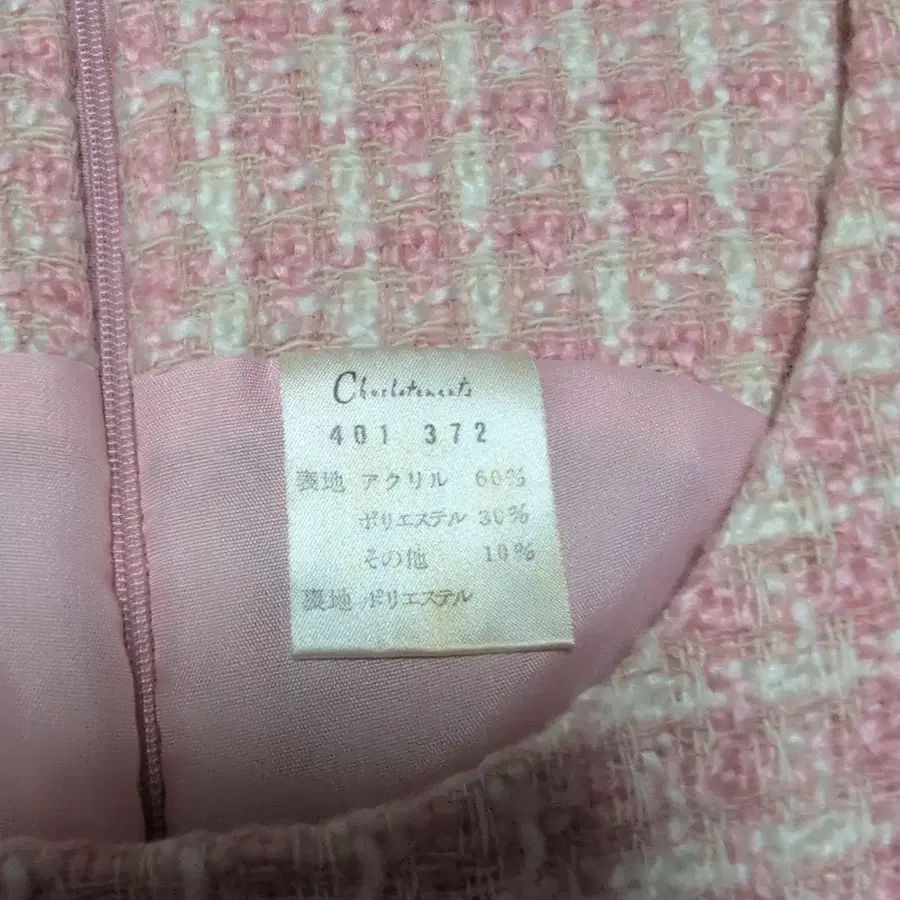 401 372
表地 アクリル 60%
ポリエステル 30%
その他 10%
裏地 ポリエステル